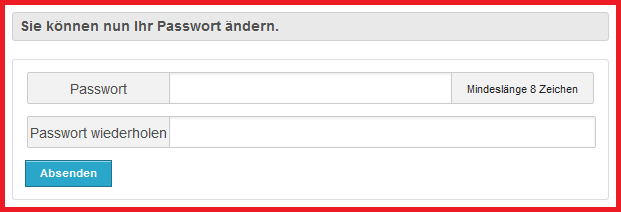 Sie können nun Ihr Passwort ändern.
Passwort
Mindeslänge 8 Zeichen
Passwort wiederholen
Absenden